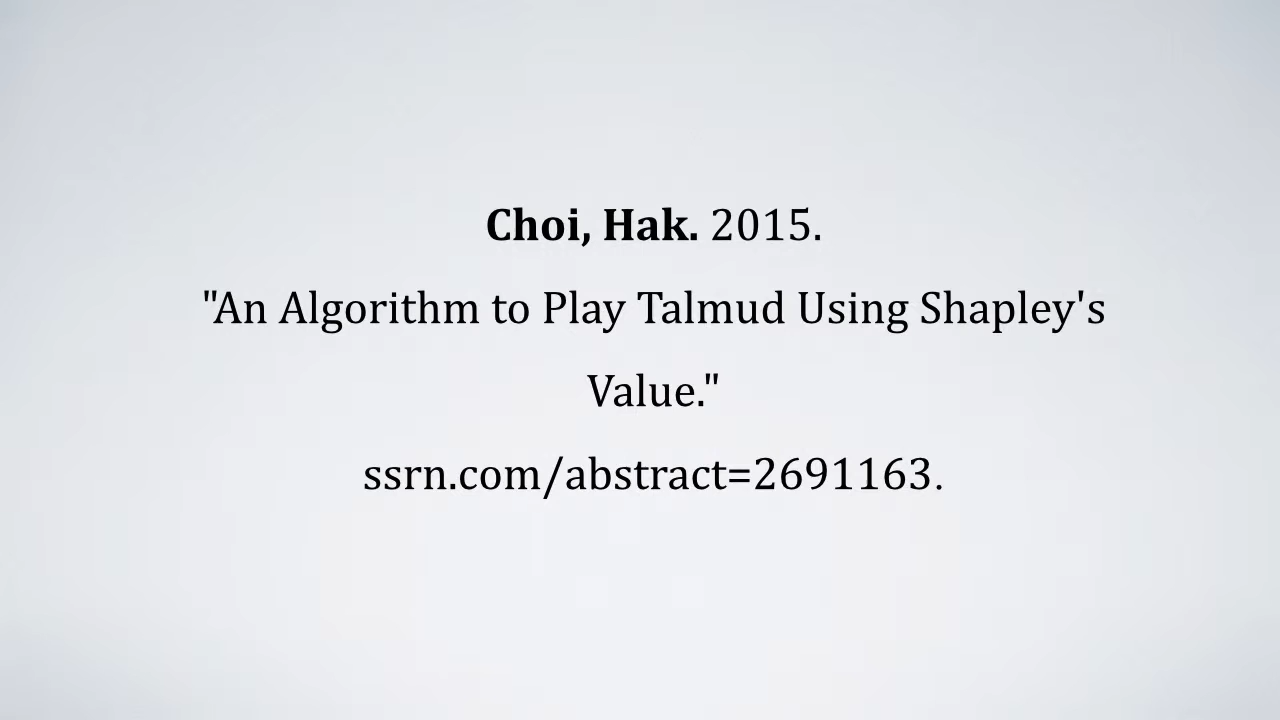 Choi, Hak. 2015.
"An Algorithm to Play Talmud Using Shapley's
Value."
ssrn.com/abstract=2691163.